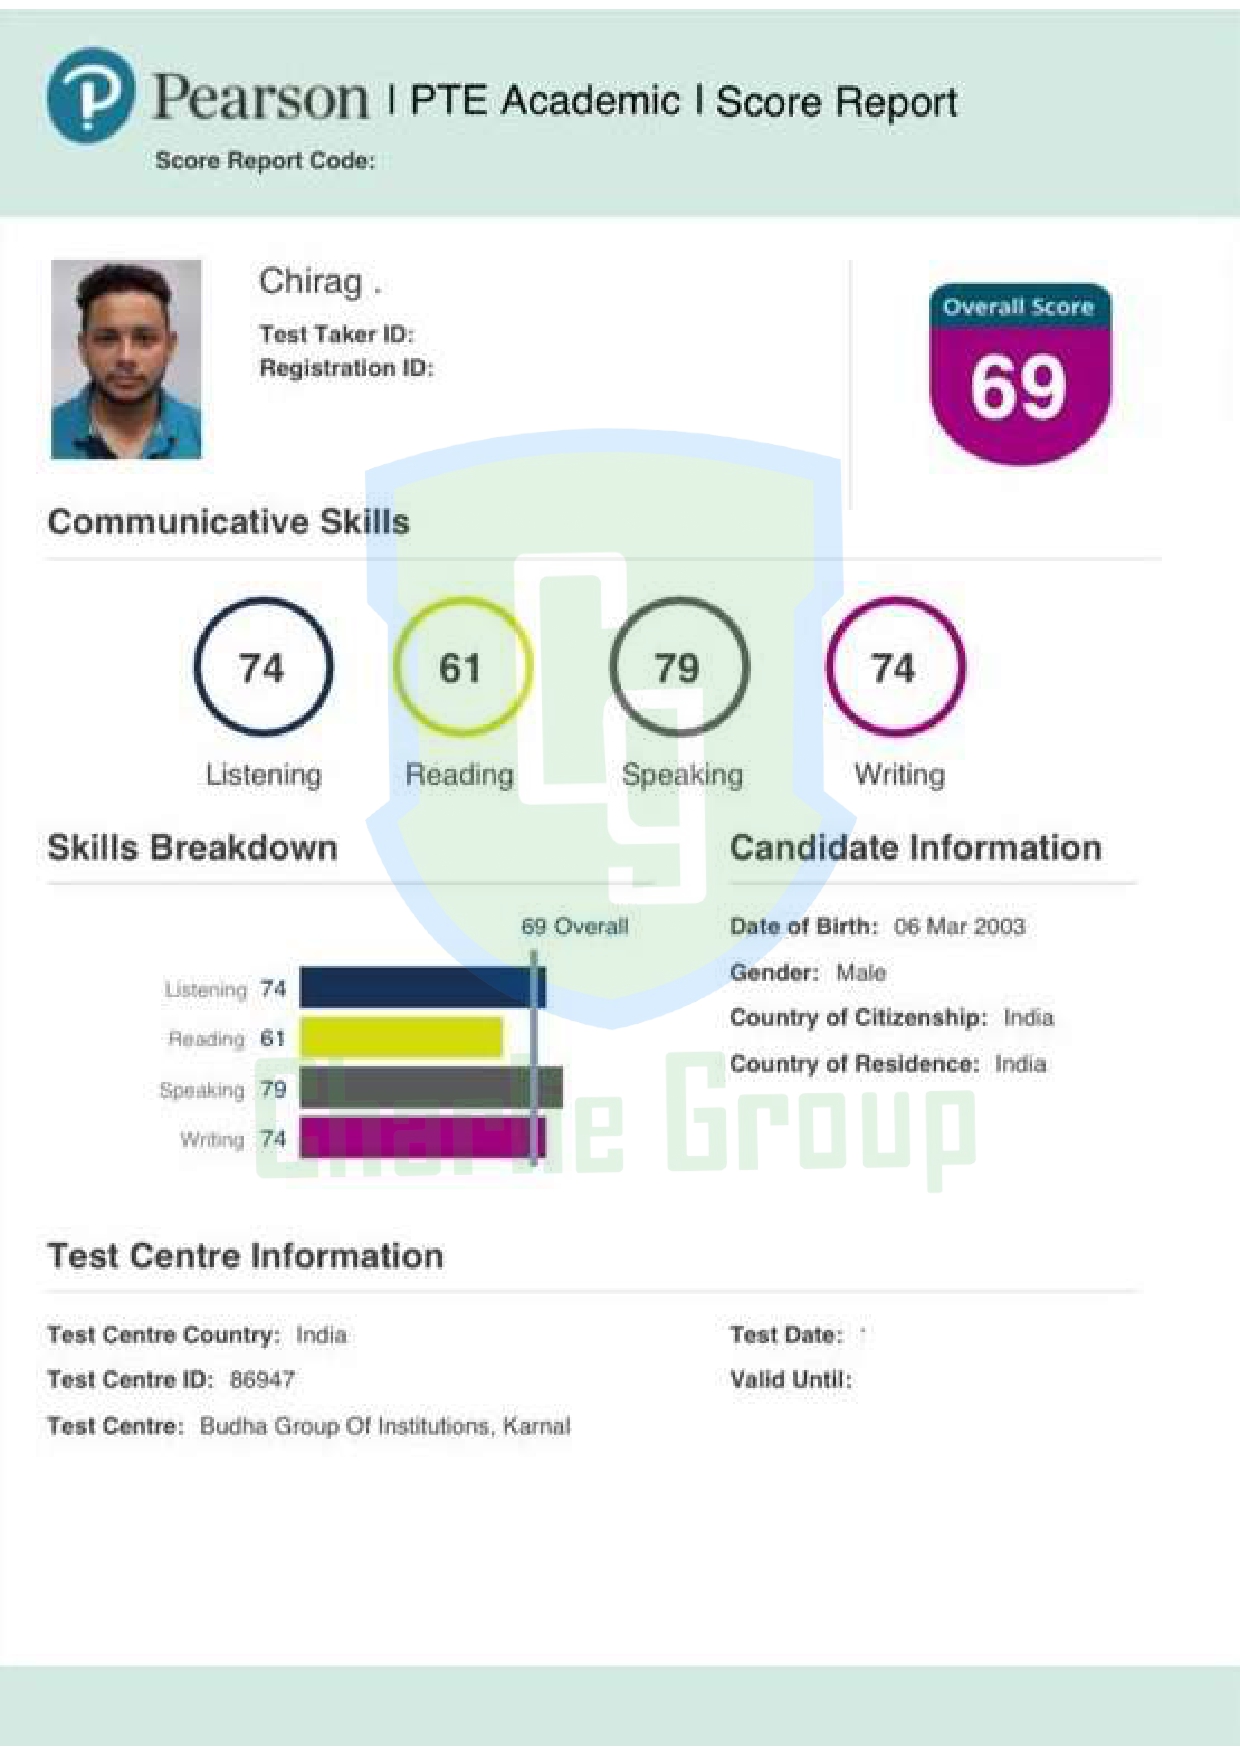 Pearson | PTE Academic | Score Report
Score Report Code:
Chirag .
Test Taker ID:
Registration ID:
Overall Score
69
Communicative Skills
74 61 79 74
Listening Reading Speaking Writing
Skills Breakdown
69 Overall
Listening 74
Reading 61
Speaking 79
Writing 74
Candidate Information
Date of Birth: 06 Mar 2003
Gender: Male
Country of Citizenship: India
Country of Residence: India
Cg
Charlie Group
Test Centre Information
Test Centre Country: India
Test Centre ID: 86947
Test Centre: Budha Group Of Institutions, Karnal
Test Date:
Valid Until: